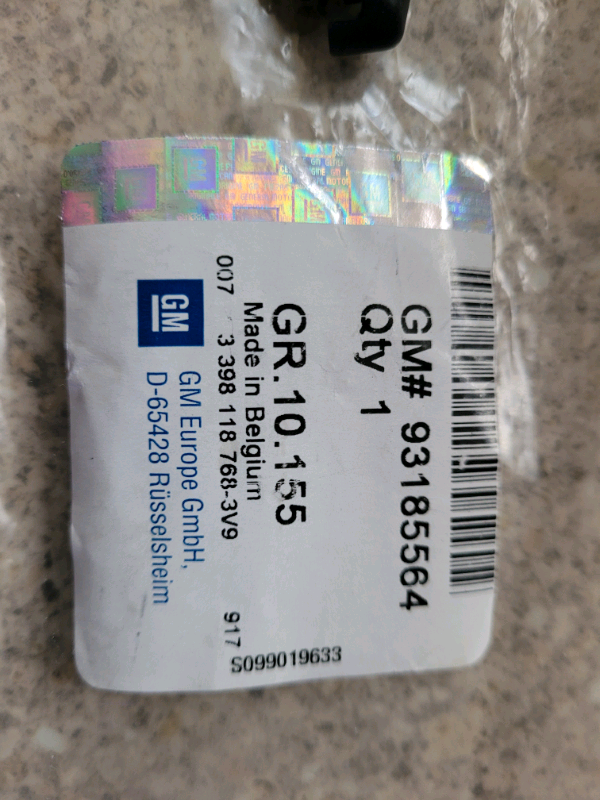 GM# 93185564
Qty 1
GR.10.155
Made in Belgium
007 3 398 118 768-3V9 917
S099019633
GM
GM Europe GmbH,
D-65428 Rüsselsheim